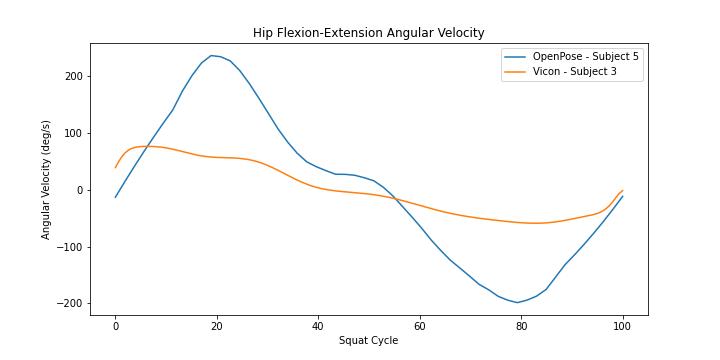 Hip Flexion-Extension Angular Velocity
OpenPose - Subject 5
Vicon - Subject 3
Angular Velocity (deg/s)
200
100
0
−100
−200
0 20 40 60 80 100
Squat Cycle